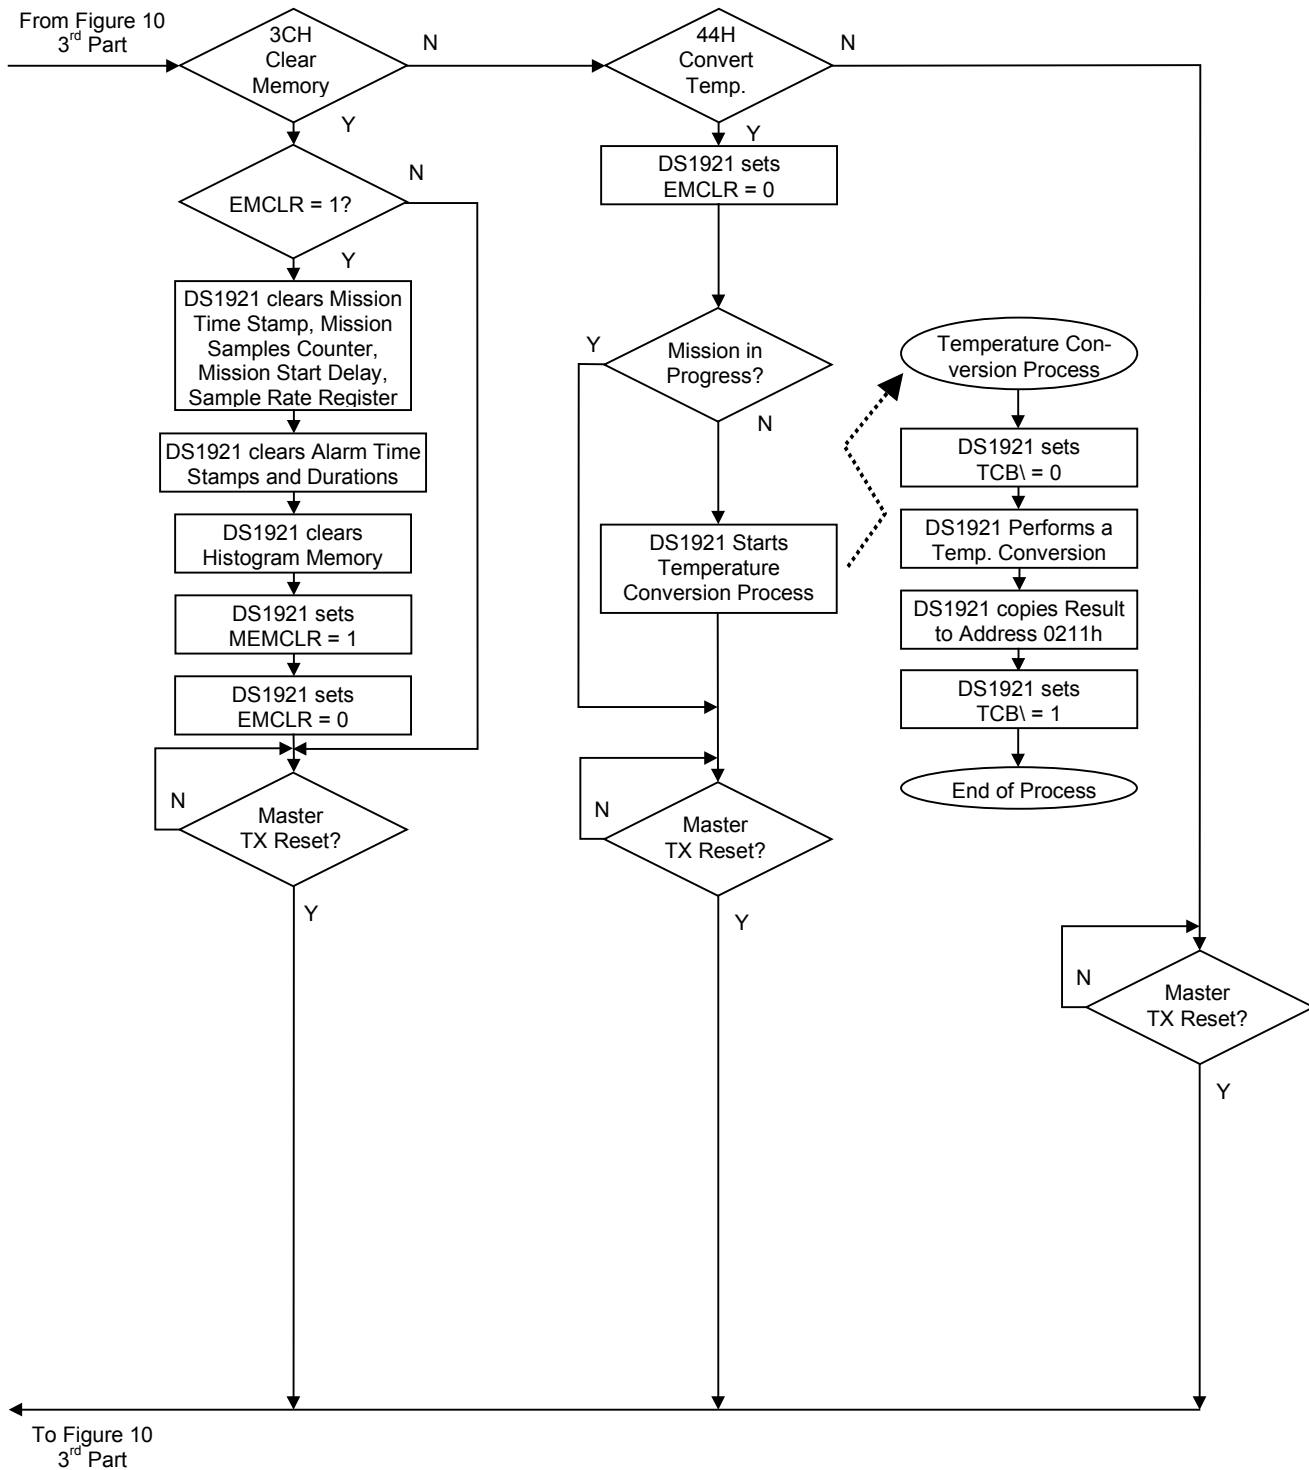 From Figure 10
3rd Part
3CH
Clear
Memory
N
Y
44H
Convert
Temp.
N
Y
EMCLR = 1?
N
Y
DS1921 clears Mission
Time Stamp, Mission
Samples Counter,
Mission Start Delay,
Sample Rate Register
DS1921 clears Alarm Time
Stamps and Durations
DS1921 clears
Histogram Memory
DS1921 sets
MEMCLR = 1
DS1921 sets
EMCLR = 0
N
Master
TX Reset?
Y
DS1921 sets
EMCLR = 0
Y
Mission in
Progress?
N
DS1921 Starts
Temperature
Conversion Process
N
Master
TX Reset?
Y
Temperature Con-
version Process
DS1921 sets
TCB\ = 0
DS1921 Performs a
Temp. Conversion
DS1921 copies Result
to Address 0211h
DS1921 sets
TCB\ = 1
End of Process
N
Master
TX Reset?
Y
To Figure 10
3rd Part